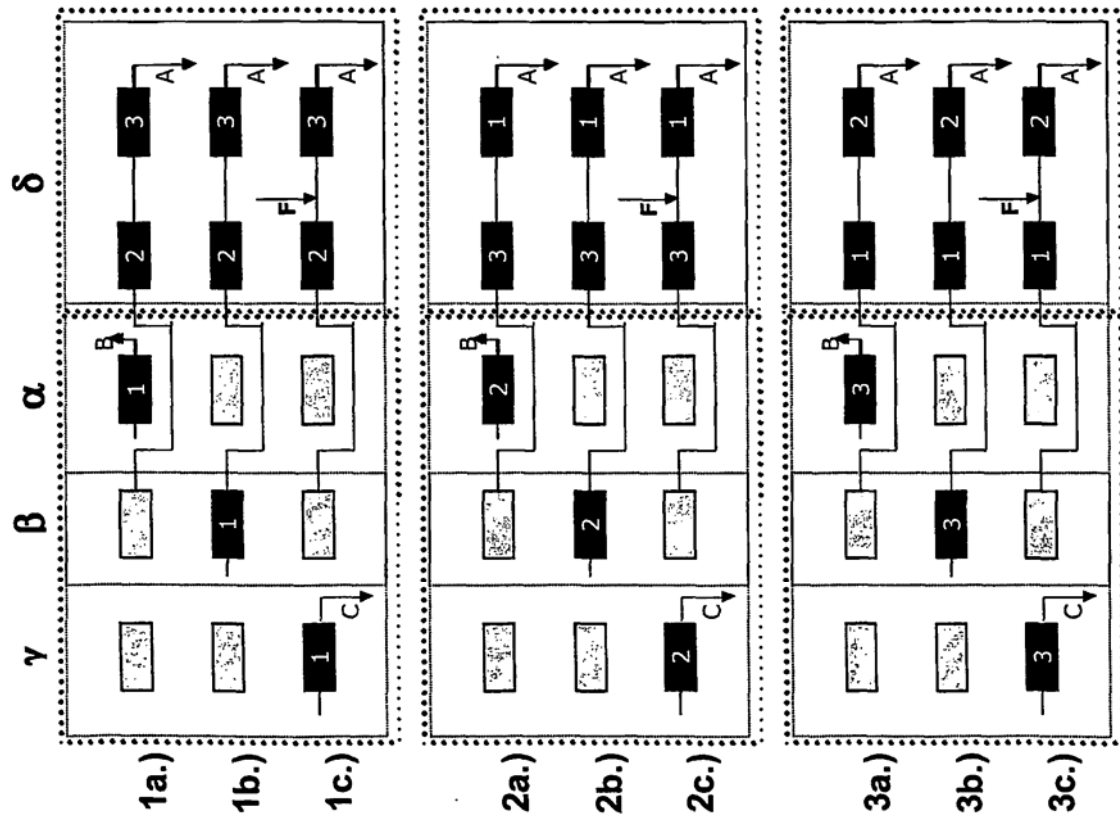 γ β α δ
1a.) 1 B 2 3 A
1b.) 1 2 3 A
1c.) 1 C 2 F 3 A
2a.) 2 B 3 1 A
2b.) 2 3 1 A
2c.) 2 C 3 F 1 A
3a.) 3 B 1 2 A
3b.) 3 1 2 A
3c.) 3 C 1 F 2 A